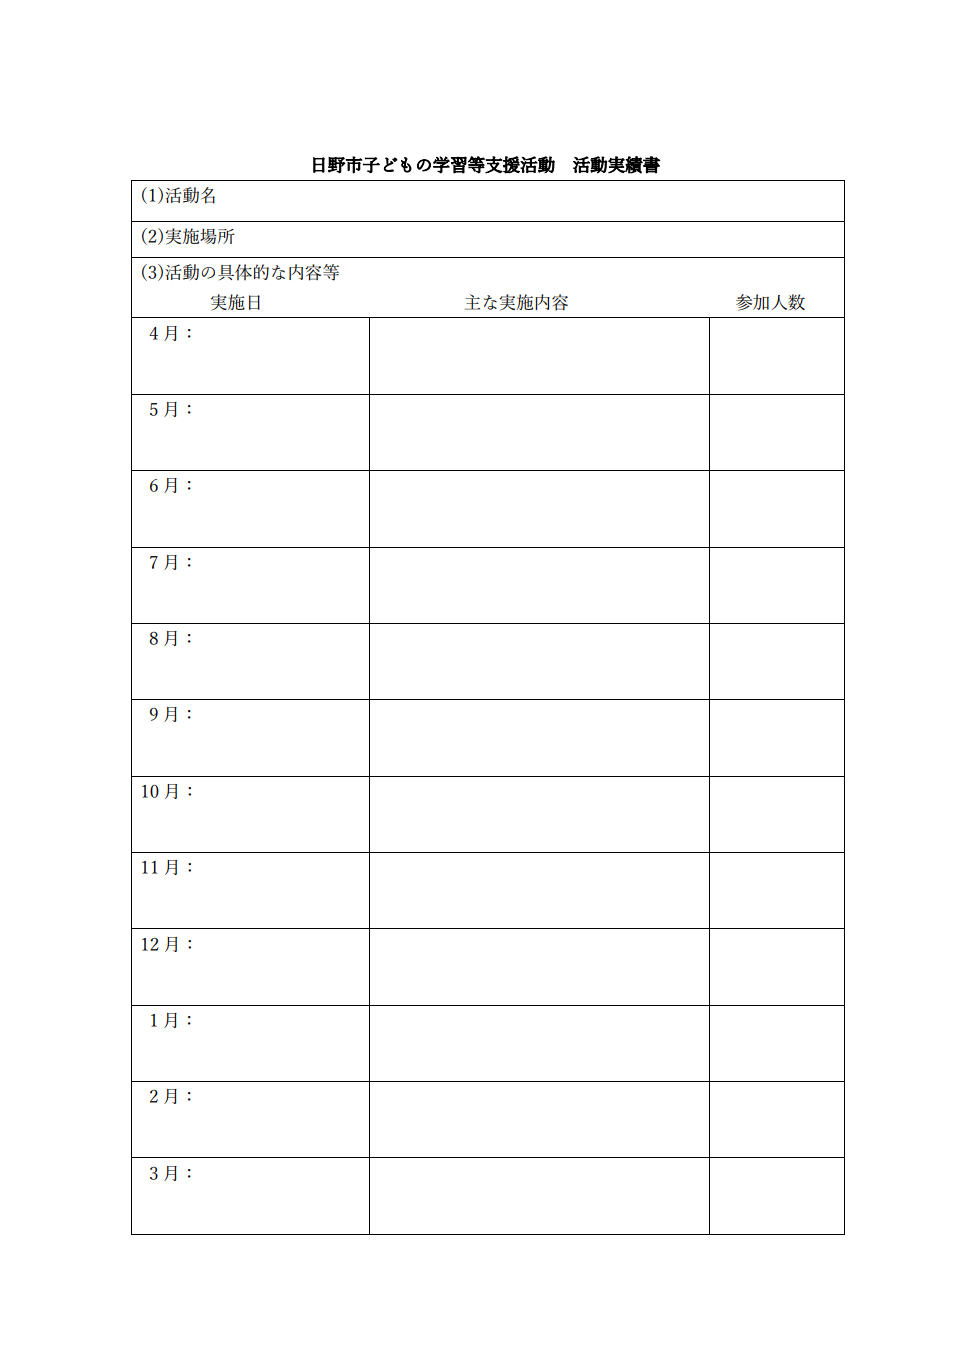 日野市子どもの学習等支援活動　活動実績書
(1)活動名
(2)実施場所
(3)活動の具体的な内容等
実施日　主な実施内容　参加人数
4 月：
5 月：
6 月：
7 月：
8 月：
9 月：
10 月：
11 月：
12 月：
1 月：
2 月：
3 月：